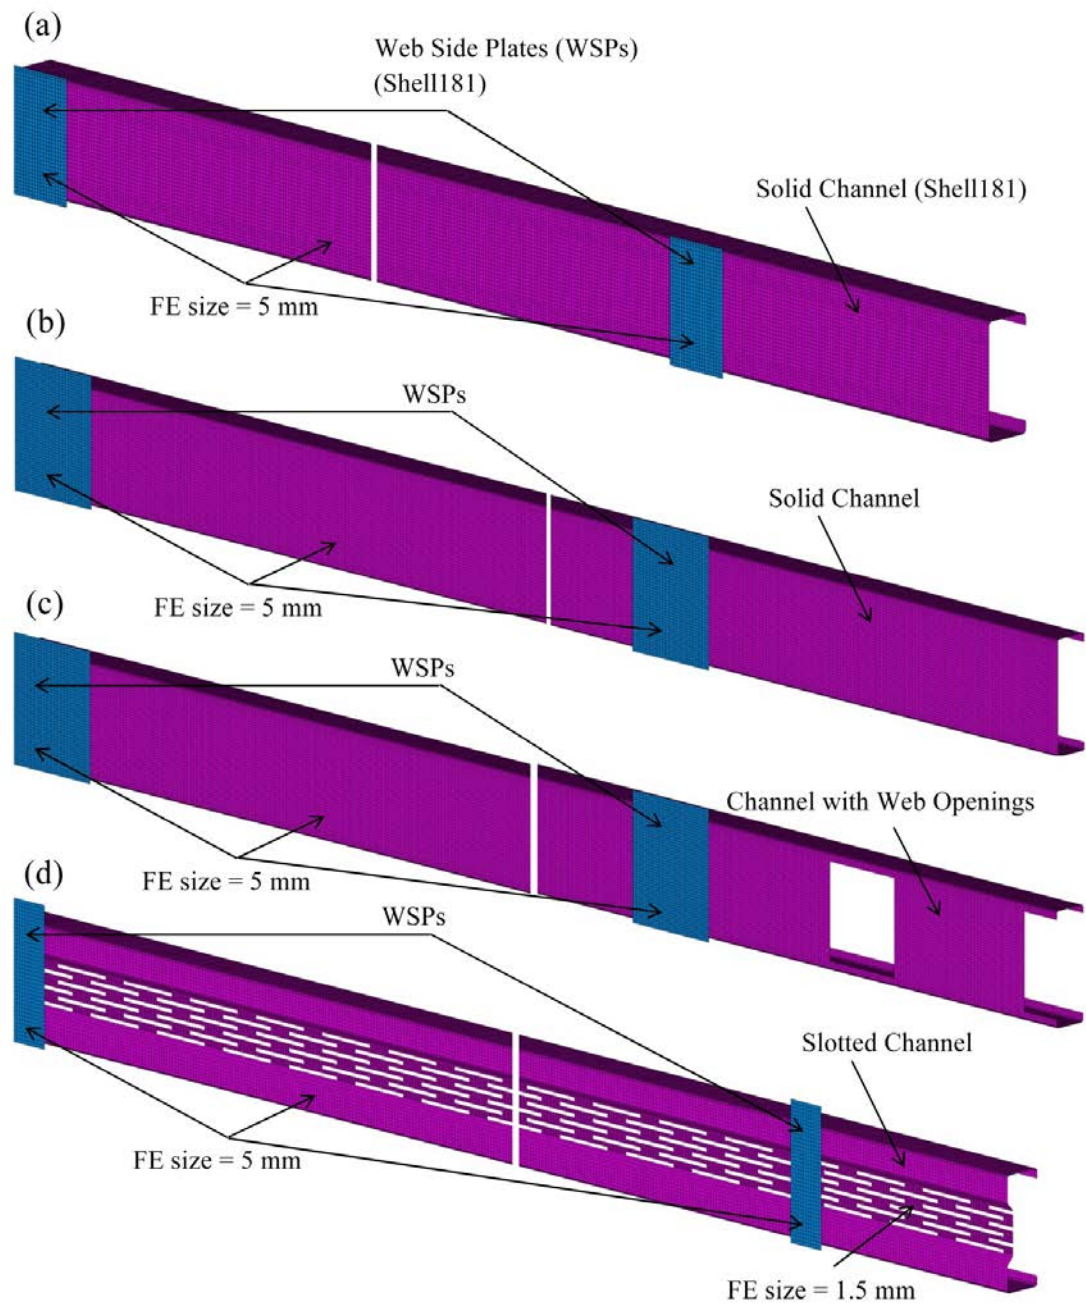 (a)
Web Side Plates (WSPs)
(Shell181)
Solid Channel (Shell181)
FE size = 5 mm
(b)
WSPs
Solid Channel
FE size = 5 mm
(c)
WSPs
Channel with Web Openings
FE size = 5 mm
(d)
WSPs
Slotted Channel
FE size = 5 mm
FE size = 1.5 mm